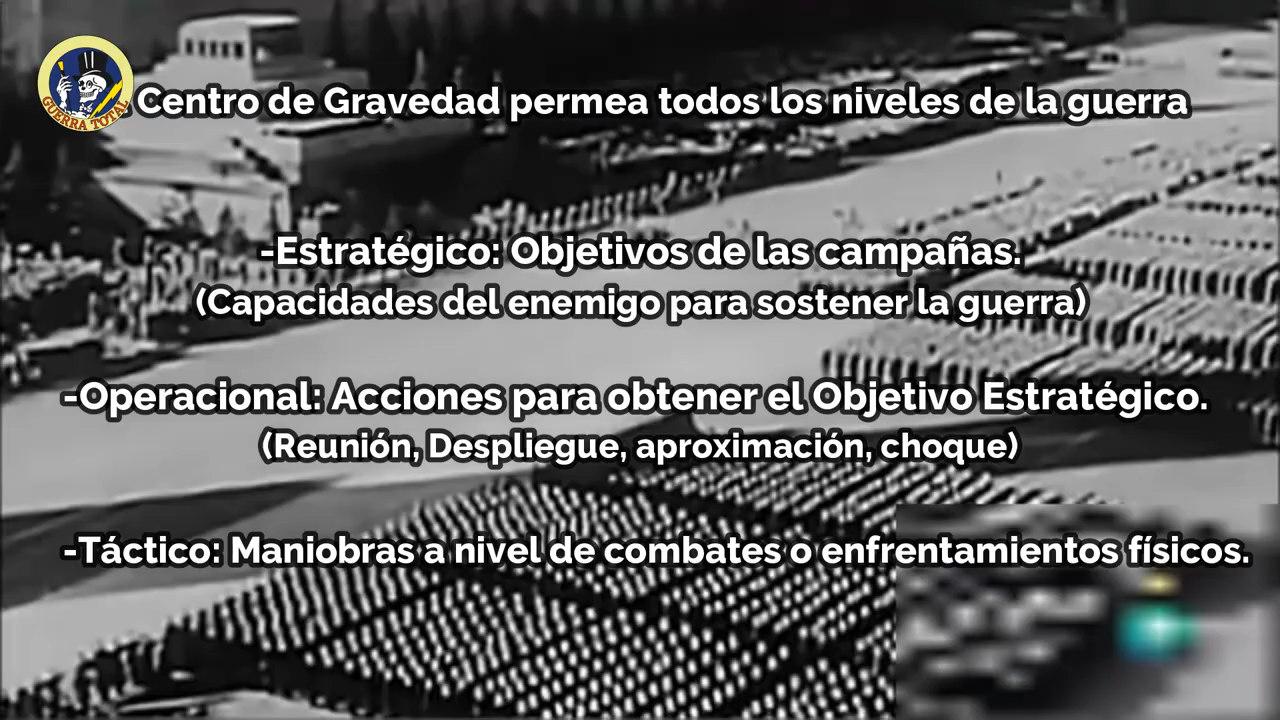 GUERRA TOTAL
Centro de Gravedad permea todos los niveles de la guerra
-Estratégico: Objetivos de las campañas.
(Capacidades del enemigo para sostener la guerra)
-Operacional: Acciones para obtener el Objetivo Estratégico.
(Reunión, Despliegue, aproximación, choque)
-Táctico: Maniobras a nivel de combates o enfrentamientos físicos.